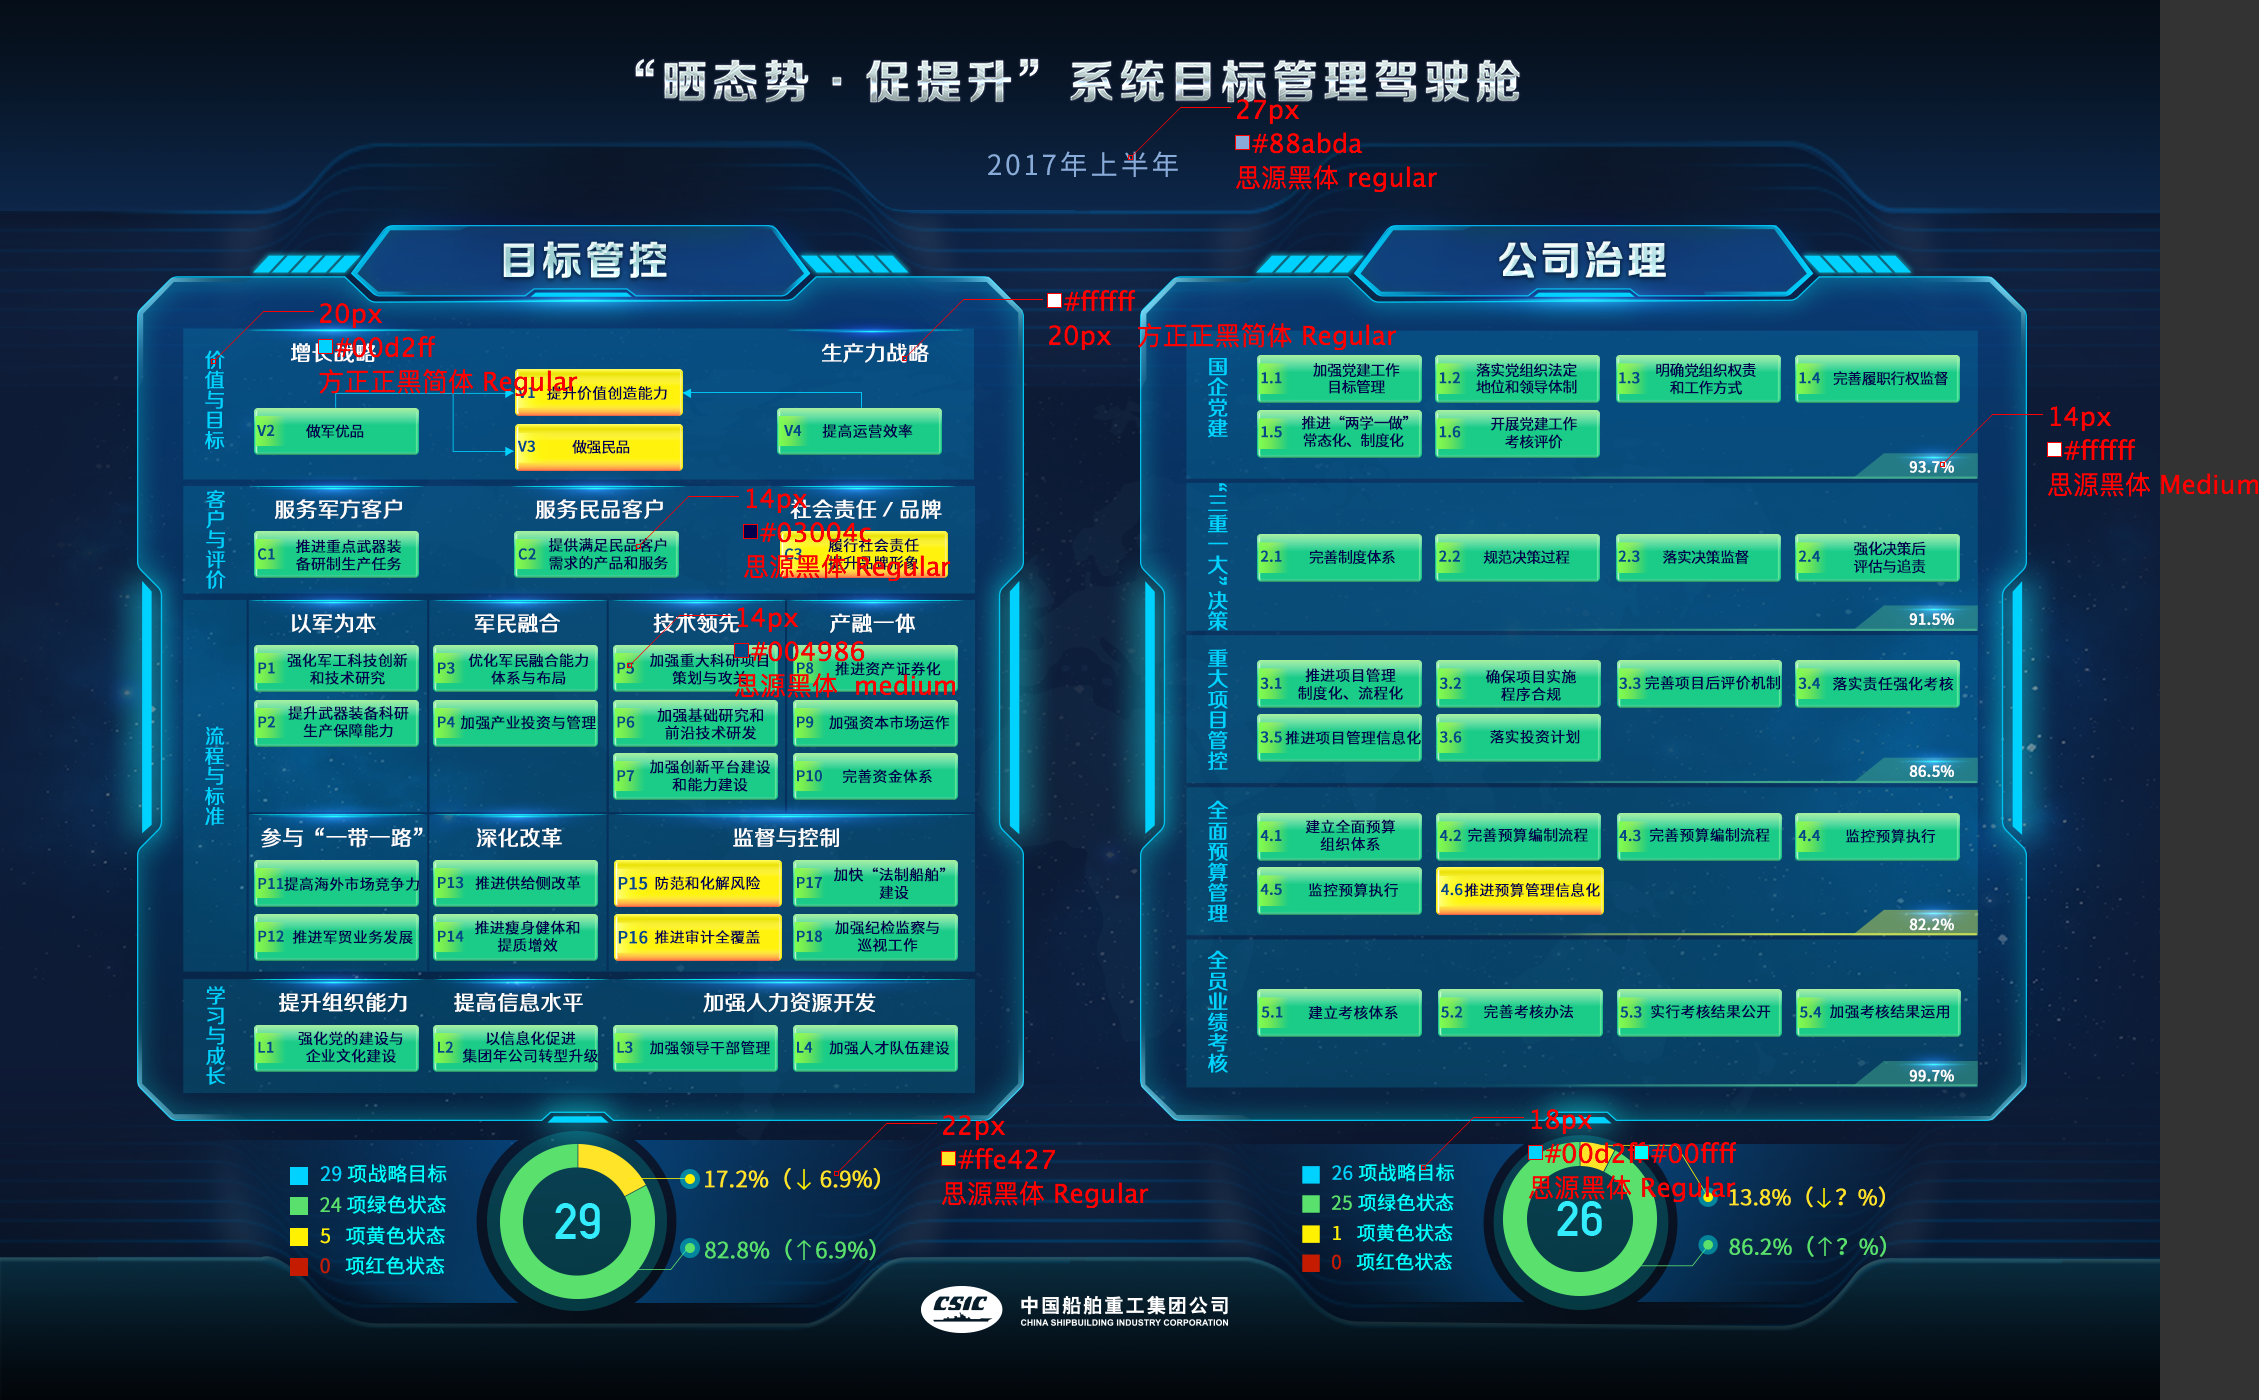 “晒态势·促提升”系统目标管理驾驶舱
2017年上半年
27px
#88abda
思源黑体 regular
目标管控
20px
#00d2ff
方正正黑简体 Regular
#ffffff
20px 方正正黑简体 Regular
价值与目标
增长战略
生产力战略
V1 提升价值创造能力
V2 做军优品
V3 做强民品
V4 提高运营效率
客户与评价
服务军方客户
服务民品客户
社会责任 / 品牌
14px
#03004c
思源黑体 Regular
C1 推进重点武器装
备研制生产任务
C2 提供满足民品客户
需求的产品和服务
C3 履行社会责任
提升品牌形象
流程与标准
以军为本
军民融合
技术领先
产融一体
14px
#004986
思源黑体 medium
P1 强化军工科技创新
和技术研究
P3 优化军民融合能力
体系与布局
P5 加强重大科研项目
策划与攻关
P8 推进资产证券化
P2 提升武器装备科研
生产保障能力
P4 加强产业投资与管理
P6 加强基础研究和
前沿技术研发
P9 加强资本市场运作
P7 加强创新平台建设
和能力建设
P10 完善资金体系
参与“一带一路”
深化改革
监督与控制
P11 提高海外市场竞争力
P13 推进供给侧改革
P15 防范和化解风险
P17 加快“法制船舶”
建设
P12 推进军贸业务发展
P14 推进瘦身健体和
提质增效
P16 推进审计全覆盖
P18 加强纪检监察与
巡视工作
学习与成长
提升组织能力
提高信息水平
加强人力资源开发
L1 强化党的建设与
企业文化建设
L2 以信息化促进
集团年公司转型升级
L3 加强领导干部管理
L4 加强人才队伍建设
29 项战略目标
24 项绿色状态
5 项黄色状态
0 项红色状态
29
17.2%（↓ 6.9%）
82.8%（↑6.9%）
22px
#ffe427
思源黑体 Regular
公司治理
国企党建
1.1 加强党建工作
目标管理
1.2 落实党组织法定
地位和领导体制
1.3 明确党组织权责
和工作方式
1.4 完善履职行权监督
1.5 推进“两学一做”
常态化、制度化
1.6 开展党建工作
考核评价
93.7%
14px
#ffffff
思源黑体 Medium
“三重一大”决策
2.1 完善制度体系
2.2 规范决策过程
2.3 落实决策监督
2.4 强化决策后
评估与追责
91.5%
重大项目管控
3.1 推进项目管理
制度化、流程化
3.2 确保项目实施
程序合规
3.3 完善项目后评价机制
3.4 落实责任强化考核
3.5 推进项目管理信息化
3.6 落实投资计划
86.5%
全面预算管理
4.1 建立全面预算
组织体系
4.2 完善预算编制流程
4.3 完善预算编制流程
4.4 监控预算执行
4.5 监控预算执行
4.6 推进预算管理信息化
82.2%
全员业绩考核
5.1 建立考核体系
5.2 完善考核办法
5.3 实行考核结果公开
5.4 加强考核结果运用
99.7%
26 项战略目标
25 项绿色状态
1 项黄色状态
0 项红色状态
18px
#00d2ff #00ffff
思源黑体 Regular
26
13.8%（↓? %）
86.2%（↑? %）
CSIC
中国船舶重工集团公司
CHINA SHIPBUILDING INDUSTRY CORPORATION